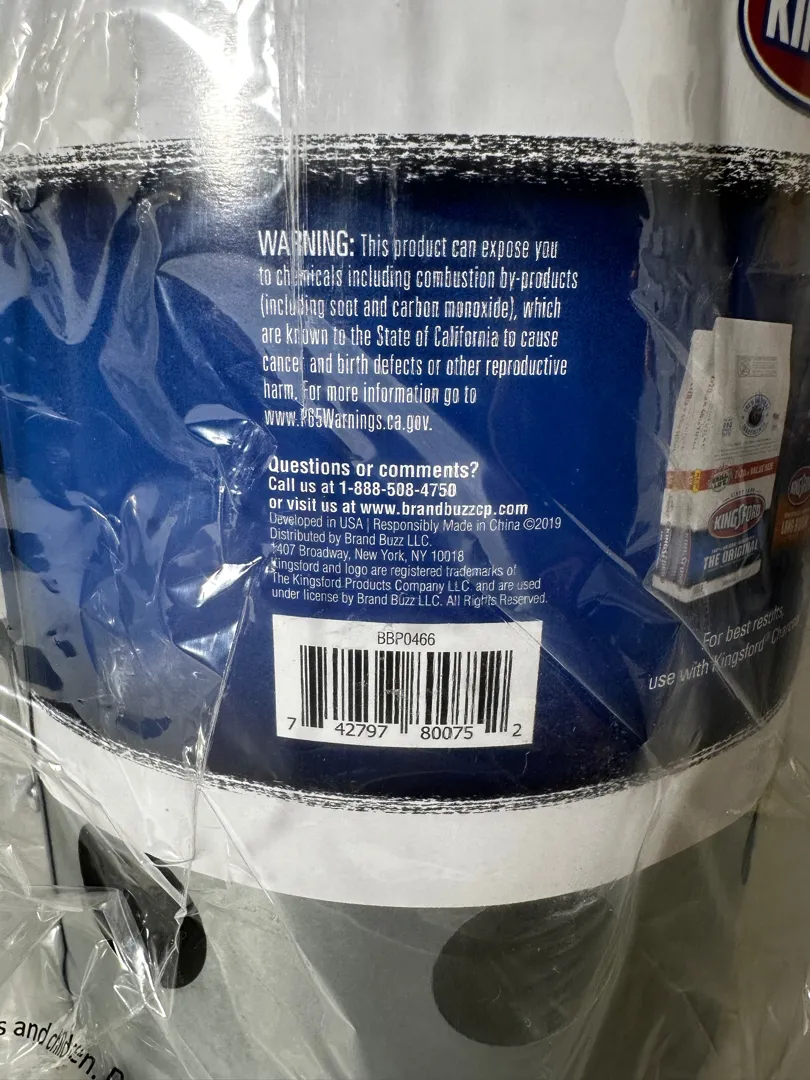 WARNING: This product can expose you
to chemicals including combustion by-products
(including soot and carbon monoxide), which
are known to the State of California to cause
cancer and birth defects or other reproductive
harm. For more information go to
www.P65Warnings.ca.gov.
Questions or comments?
Call us at 1-888-508-4750
or visit us at www.brandbuzzcp.com
Developed in USA | Responsibly Made in China ©2019
Distributed by Brand Buzz LLC.
1407 Broadway, New York, NY 10018
Kingsford and logo are registered trademarks of
The Kingsford Products Company LLC and are used
under license by Brand Buzz LLC. All Rights Reserved.
BBP0466
7 42797 80075 2
KINGSFORD
THE ORIGINAL
For best results,
use with Kingsford®
s and children.